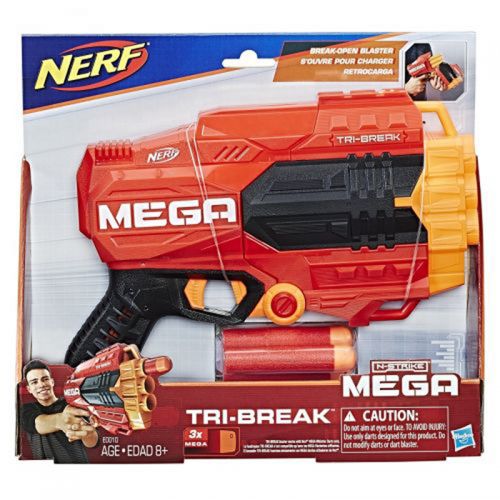 NERF
BREAK-OPEN BLASTER
S'OUVRE POUR CHARGER
RETROCARGA
TRI-BREAK
NERF
MEGA
N-STRIKE
MEGA
TRI-BREAK
3x
MEGA
E0010
AGE • EDAD 8+
CAUTION:
Do not aim at eyes or face. TO AVOID INJURY:
Use only darts designed for this product. Do
not modify darts or dart blaster.
Hasbro